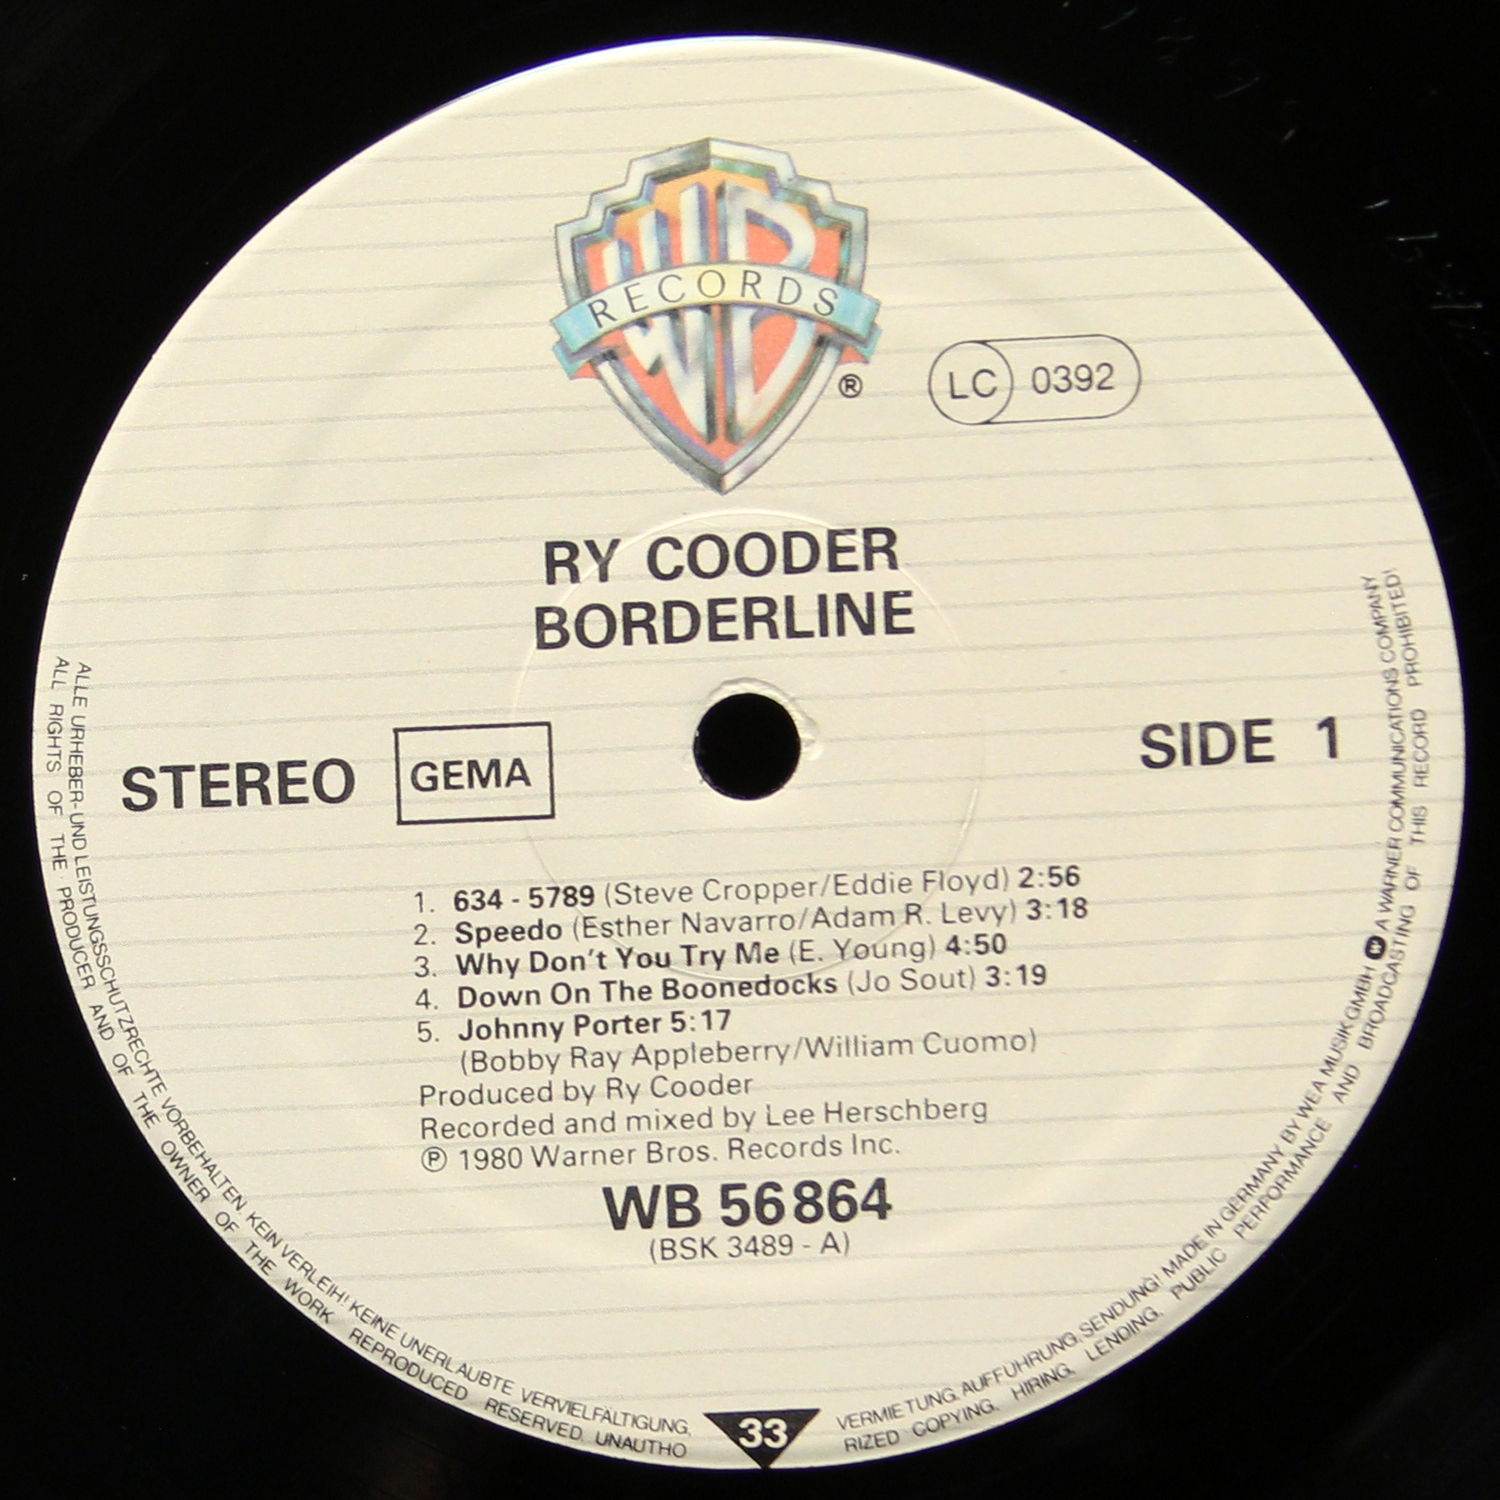 WB
RECORDS
®
LC 0392
RY COODER
BORDERLINE
STEREO
GEMA
SIDE 1
1. 634 - 5789 (Steve Cropper/Eddie Floyd) 2:56
2. Speedo (Esther Navarro/Adam R. Levy) 3:18
3. Why Don't You Try Me (E. Young) 4:50
4. Down On The Boonedocks (Jo Sout) 3:19
5. Johnny Porter 5:17
(Bobby Ray Appleberry/William Cuomo)
Produced by Ry Cooder
Recorded and mixed by Lee Herschberg
℗ 1980 Warner Bros. Records Inc.
WB 56864
(BSK 3489 - A)
ALLE URHEBER- UND LEISTUNGSSCHUTZRECHTE VORBEHALTEN. KEIN VERLEIH! KEINE UNERLAUBTE VERVIELFÄLTIGUNG, VERMIETUNG, AUFFÜHRUNG, SENDUNG! MADE IN GERMANY BY WEA MUSIK GMBH W A WARNER COMMUNICATIONS COMPANY
ALL RIGHTS OF THE PRODUCER AND OF THE OWNER OF THE WORK REPRODUCED RESERVED. UNAUTHO RIZED COPYING, HIRING, LENDING, PUBLIC PERFORMANCE AND BROADCASTING OF THIS RECORD PROHIBITED!
33